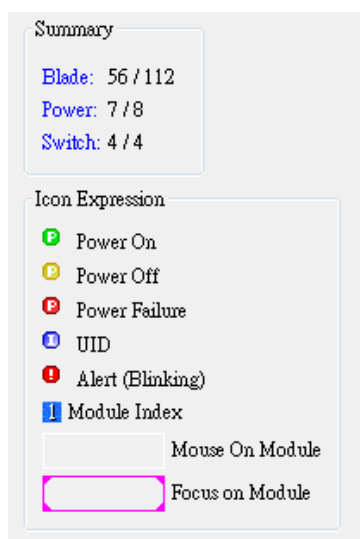 Summary
Blade: 56 / 112
Power: 7 / 8
Switch: 4 / 4
Icon Expression
P Power On
P Power Off
P Power Failure
I UID
! Alert (Blinking)
1 Module Index
Mouse On Module
Focus on Module